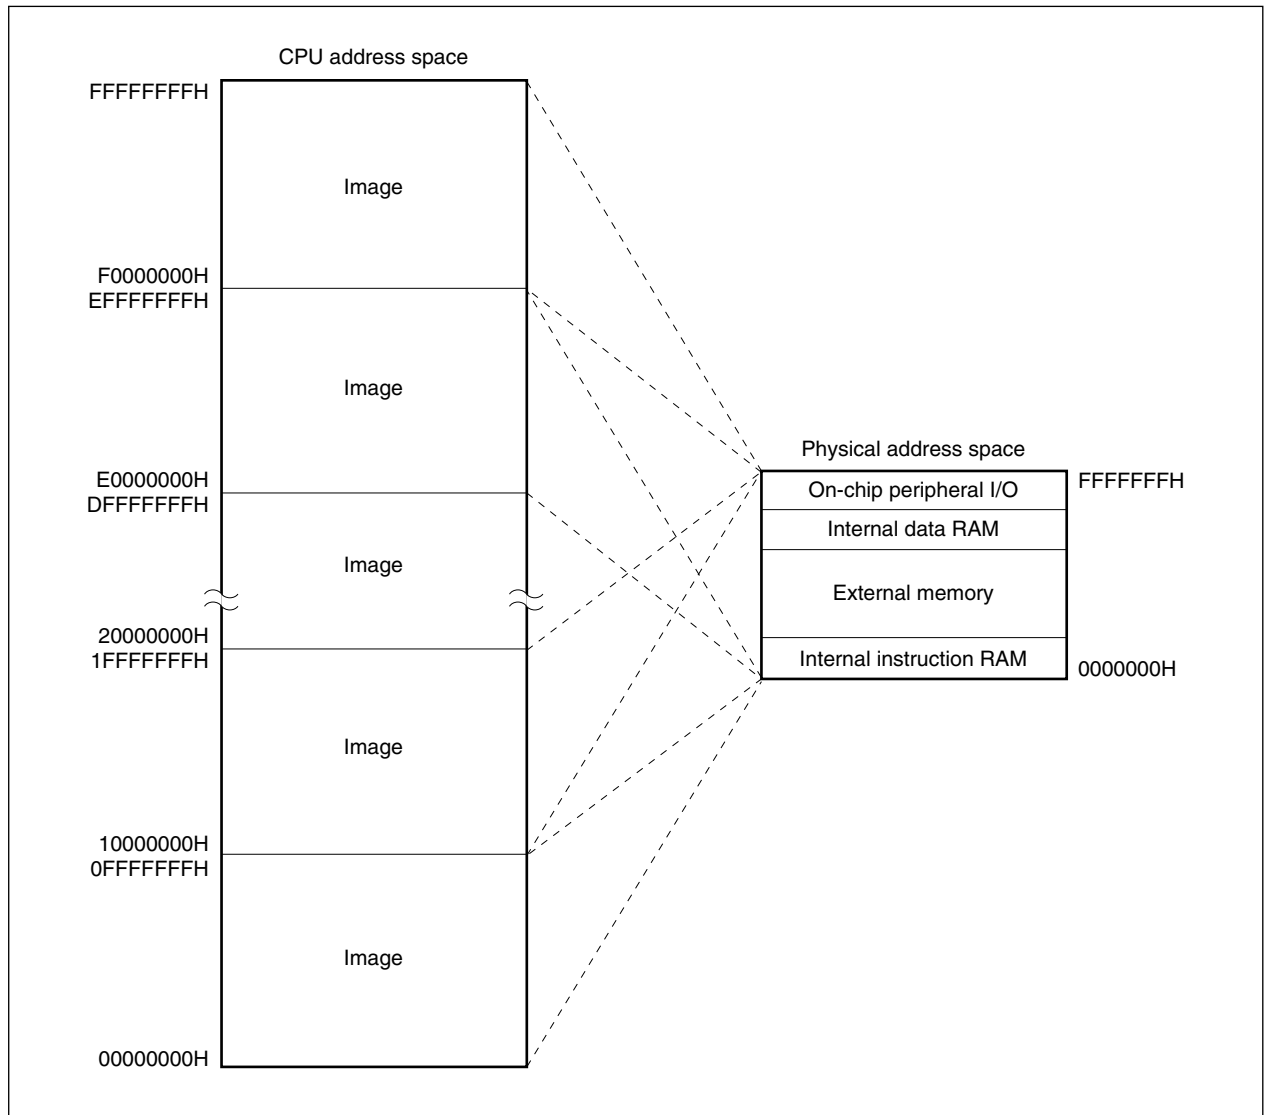 CPU address space
FFFFFFFFH
Image
F0000000H
EFFFFFFFH
Image
E0000000H
DFFFFFFFH
Image
20000000H
1FFFFFFFH
Image
10000000H
0FFFFFFFH
Image
00000000H
Physical address space
On-chip peripheral I/O
FFFFFFFH
Internal data RAM
External memory
Internal instruction RAM
0000000H